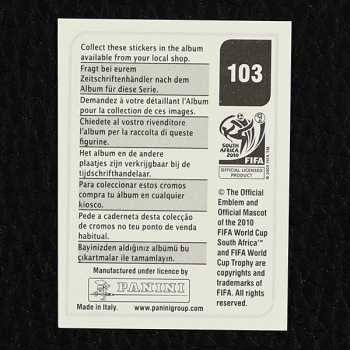 Collect these stickers in the album
available from your local shop.
Fragt bei eurem
Zeitschriftenhändler nach dem
Album für diese Serie.
Demandez à votre détaillant l'Album
pour la collection de ces images.
Chiedete al vostro rivenditore
l'album per la raccolta di queste
figurine.
Het album en de andere
plaatjes zijn verkrijgbaar bij de
tijdschrifthandelaar.
Para coleccionar estos cromos
compra tu álbum en cualquier
kiosco.
Pede a caderneta desta colecção
de cromos no teu ponto de venda
habitual.
Bayinizden aldığınız albümü bu
çıkartmalar ile tamamlayın.
Manufactured under licence by
PANINI
Made in Italy. www.paninigroup.com
103
SOUTH AFRICA
2010
FIFA
OFFICIAL LICENSED
PRODUCT
© The Official
Emblem and
Official Mascot
of the 2010
FIFA World Cup
South Africa™
and FIFA World
Cup Trophy are
copyrights and
trademarks of
FIFA. All rights
reserved.